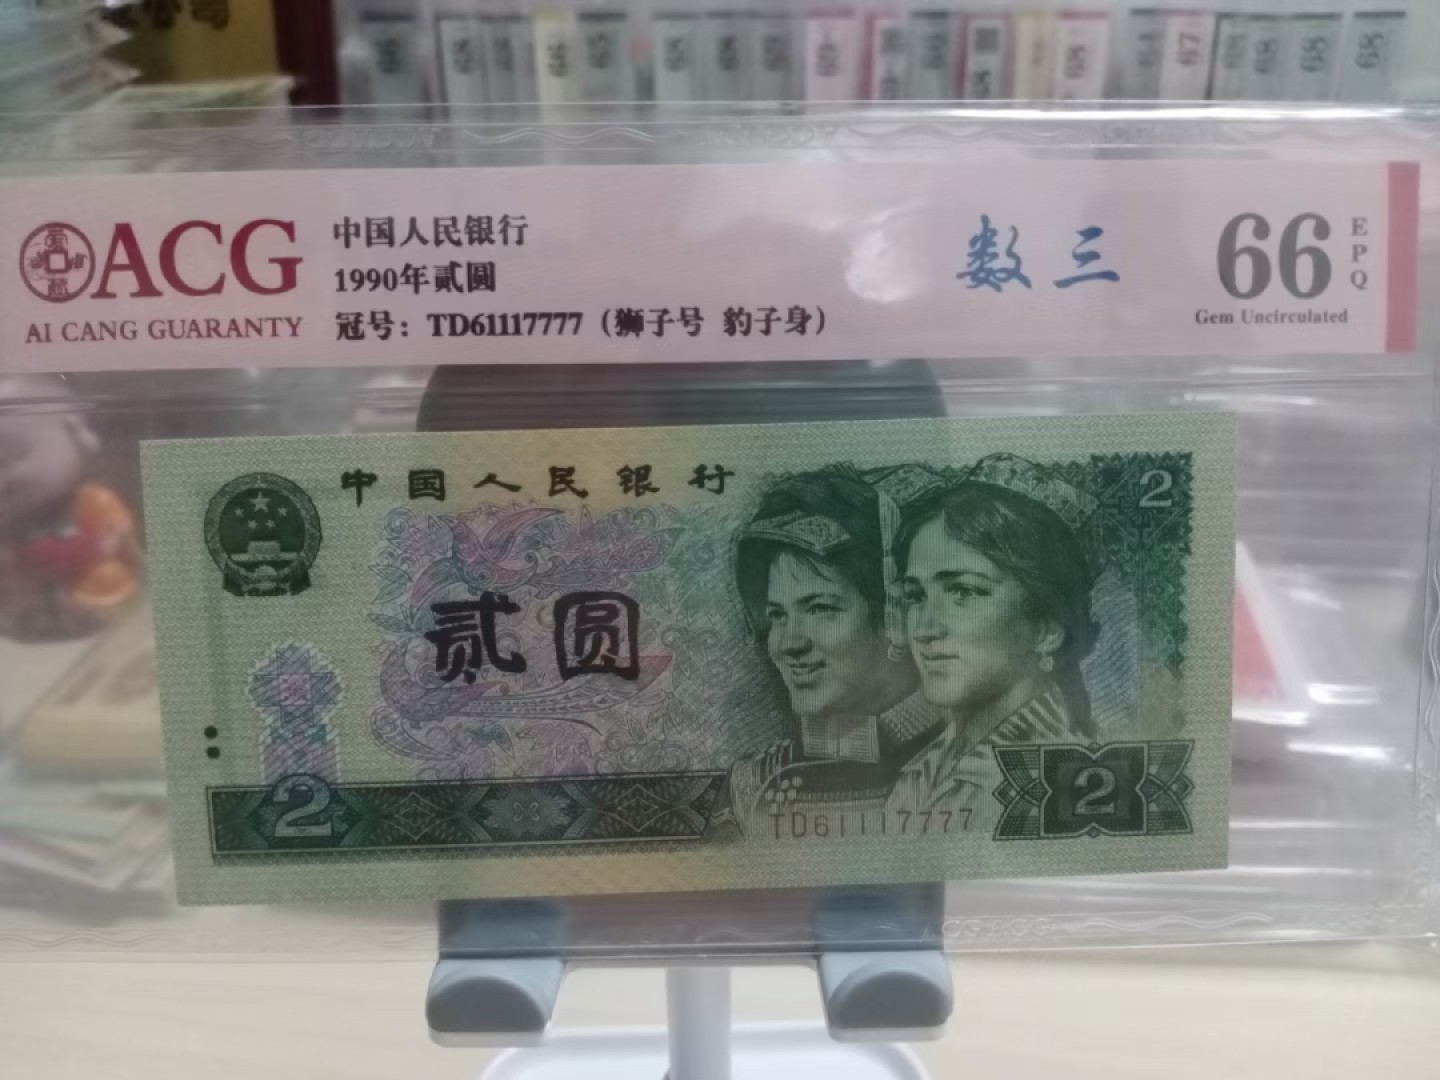 ACG
AI CANG GUARANTY
中国人民银行
1990年贰圆
冠号：TD61117777（狮子号 豹子身）
数三
66
EPQ
Gem Uncirculated
中国人民银行
2
贰圆
2
TD61117777
2